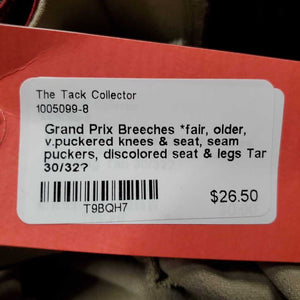 The Tack Collector
1005099-8
Grand Prix Breeches *fair, older,
v.puckered knees & seat, seam
puckers, discolored seat & legs Tan
30/32?
$26.50
T9BQH7